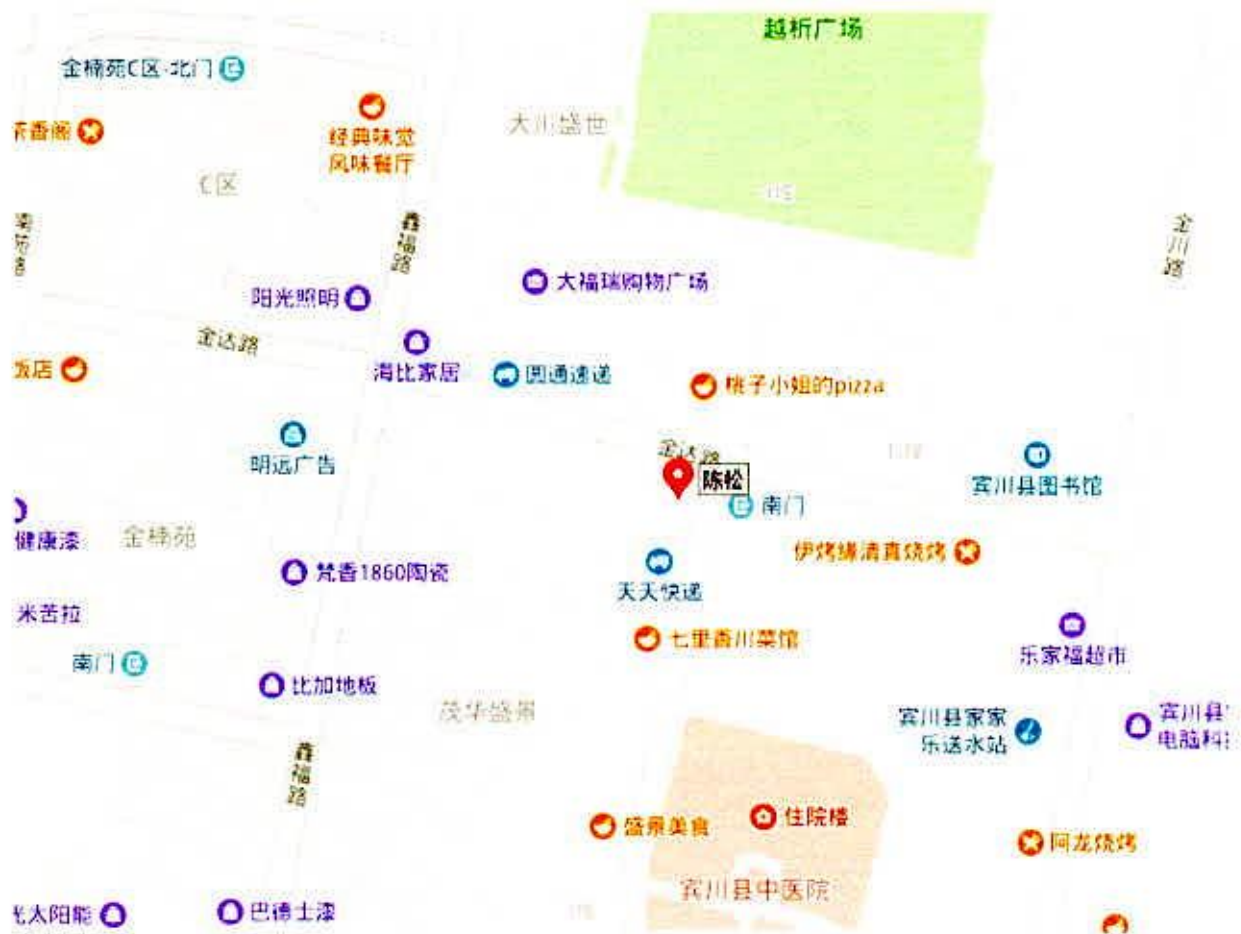 越析广场
金楠苑C区-北门
茶香阁
经典味觉
风味餐厅
大川盛世
C区
鑫福路
金川路
大福瑞购物广场
阳光照明
金达路
饭店
海比家居
圆通速递
桃子小姐的pizza
明远广告
金达路
陈松
宾川县图书馆
南门
健康漆
金楠苑
伊烤缘清真烧烤
梵香1860陶瓷
天天快递
米苦拉
七里香川菜馆
乐家福超市
南门
比加地板
茂华盛景
宾川县家家
乐送水站
宾川县
电脑科技
鑫福路
盛景美食
住院楼
阿龙烧烤
宾川县中医院
光太阳能
巴德士漆